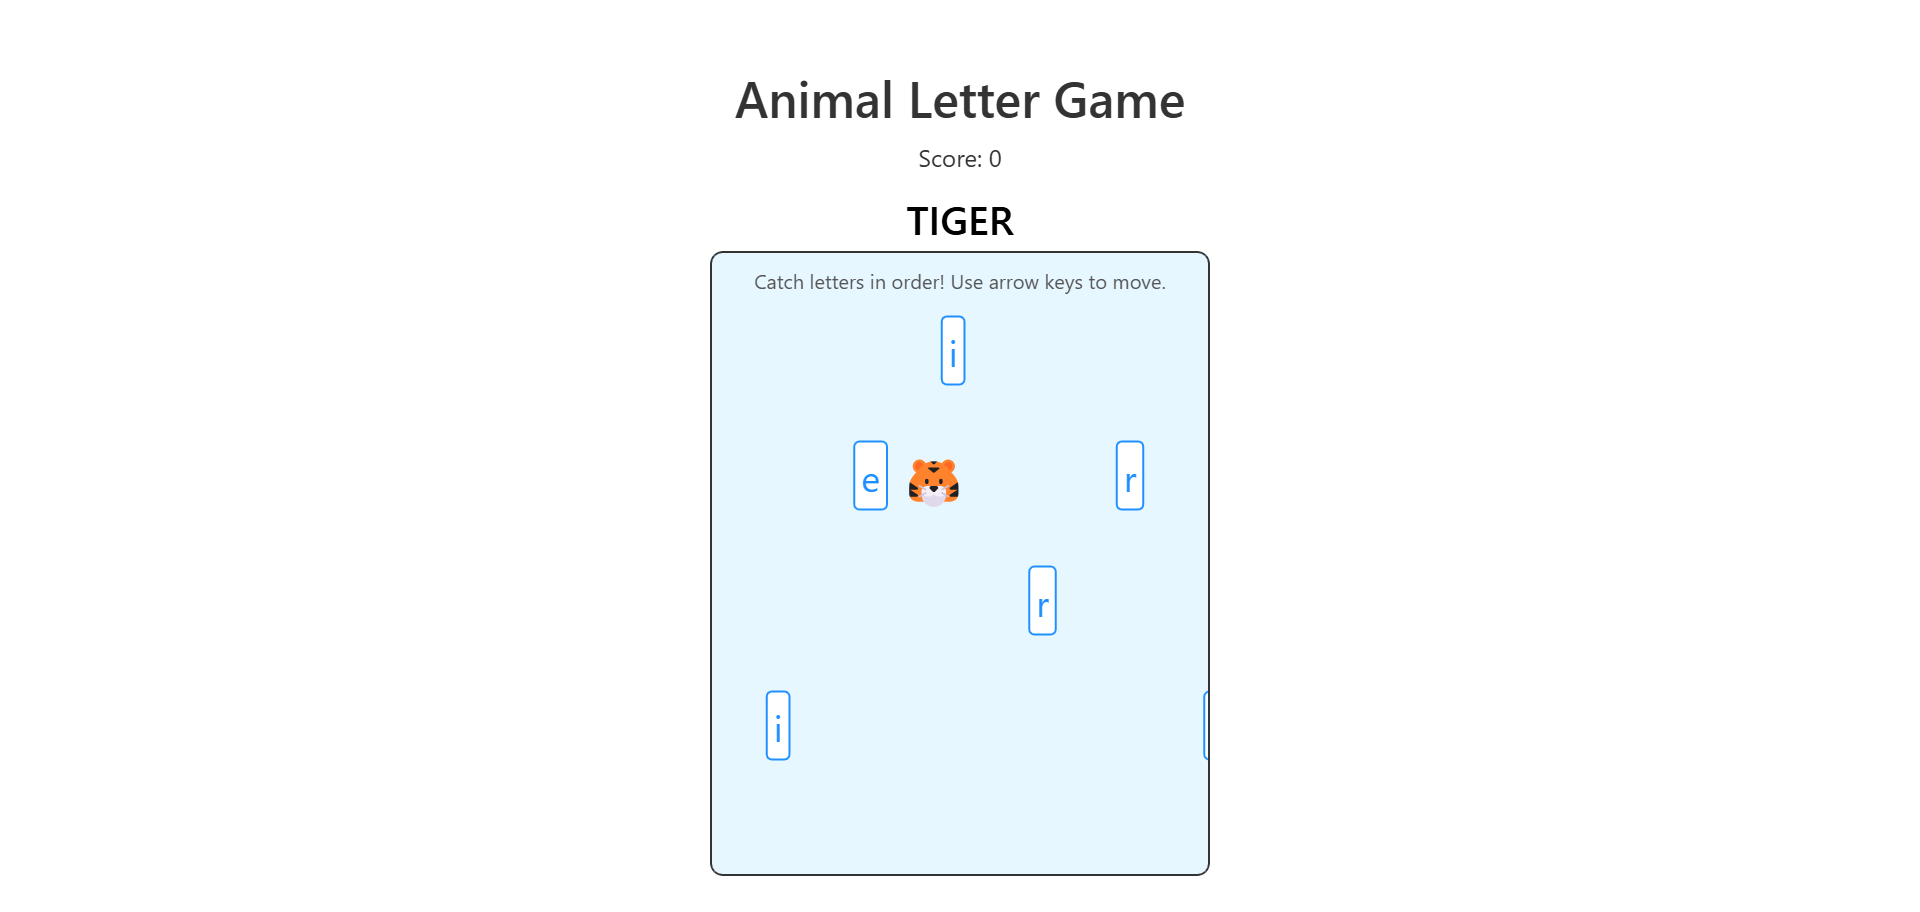 Animal Letter Game
Score: 0
TIGER
Catch letters in order! Use arrow keys to move.
i
e
r
r
i